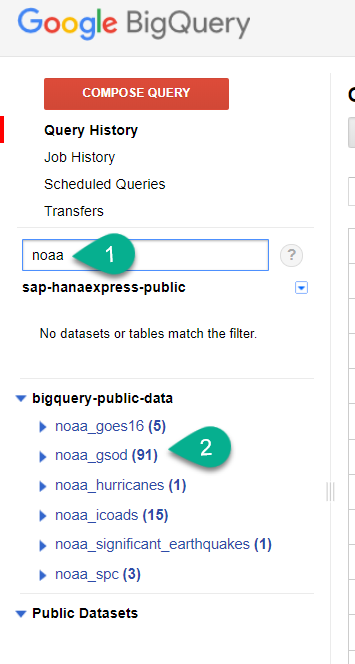 Google BigQuery
COMPOSE QUERY
Query History
Job History
Scheduled Queries
Transfers
noaa 1
?
sap-hanaexpress-public
No datasets or tables match the filter.
bigquery-public-data
noaa_goes16 (5)
noaa_gsod (91) 2
noaa_hurricanes (1)
noaa_icoads (15)
noaa_significant_earthquakes (1)
noaa_spc (3)
Public Datasets